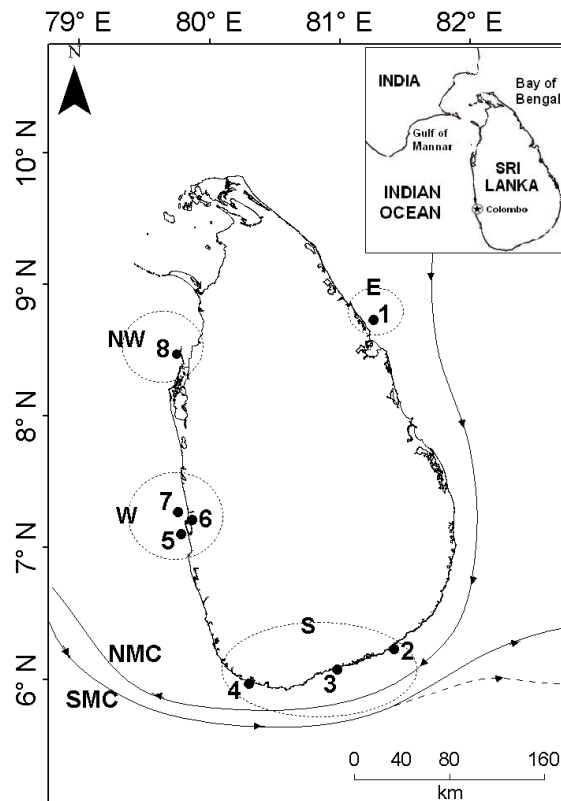 79° E 80° E 81° E 82° E
N
INDIA
Bay of
Bengal
Gulf of
Mannar
SRI
LANKA
INDIAN
OCEAN
Colombo
10° N
9° N
8° N
7° N
6° N
E
1
NW
8
7
W
6
5
S
2
3
4
NMC
SMC
0 40 80 160
km